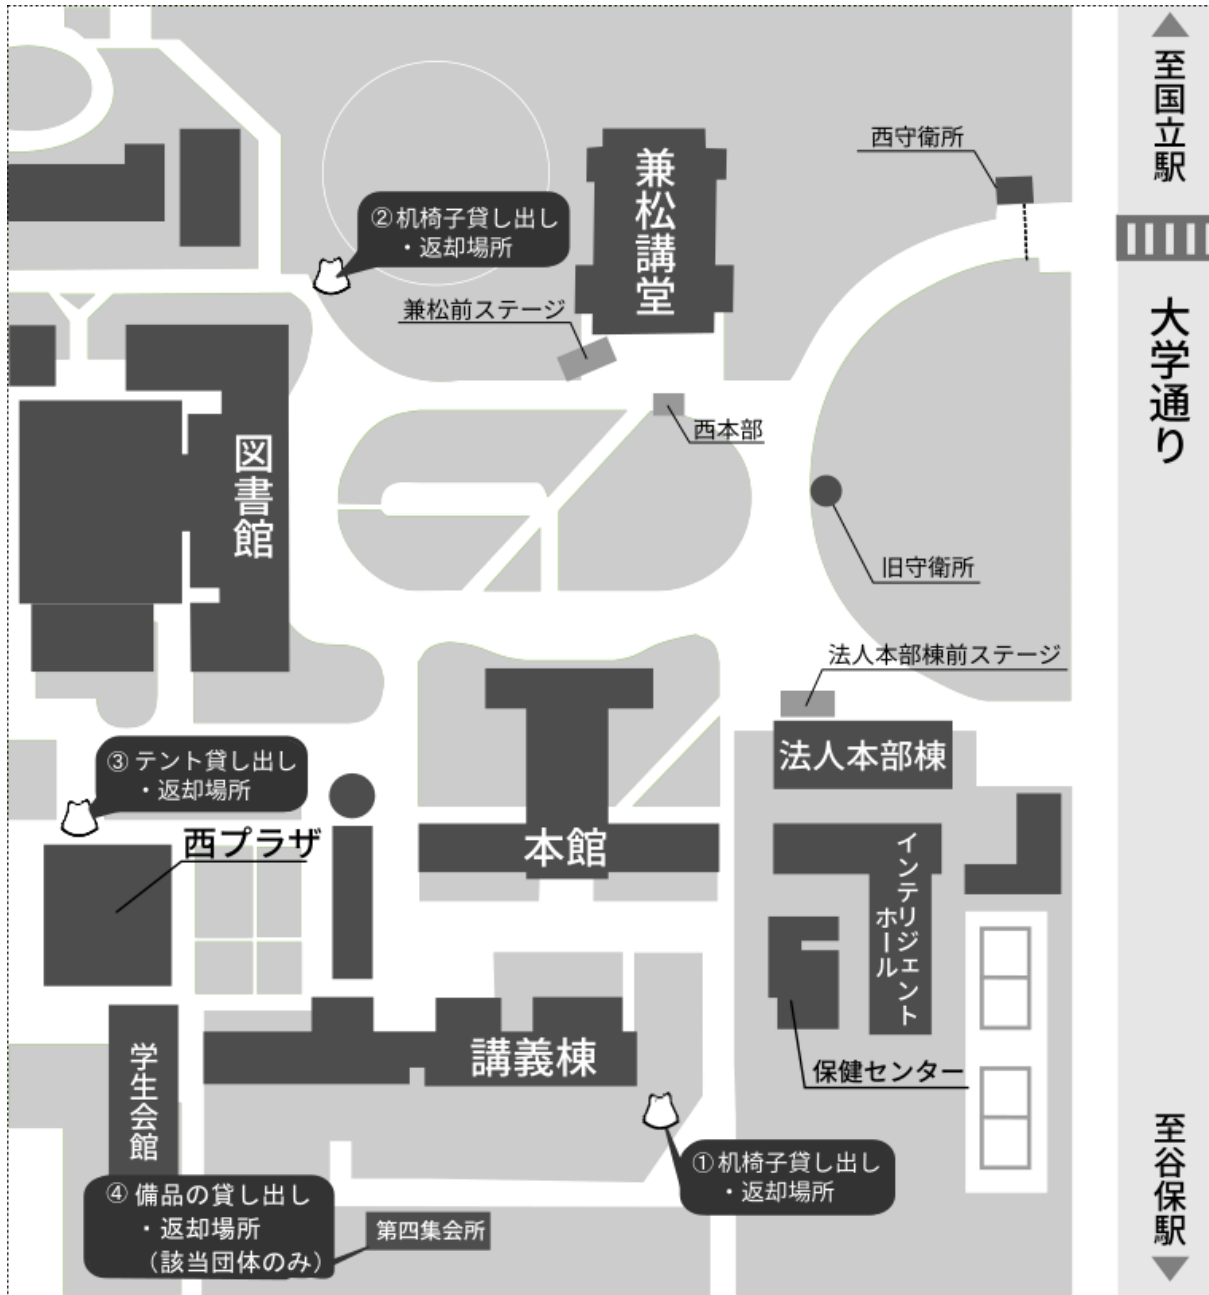 至国立駅
西守衛所
兼松講堂
②机椅子貸し出し
・返却場所
兼松前ステージ
大学通り
西本部
図書館
旧守衛所
法人本部棟前ステージ
法人本部棟
③ テント貸し出し
・返却場所
西プラザ
本館
インテリジェント
ホール
講義棟
学生会館
保健センター
①机椅子貸し出し
・返却場所
至谷保駅
④ 備品の貸し出し
・返却場所
（該当団体のみ）
第四集会所